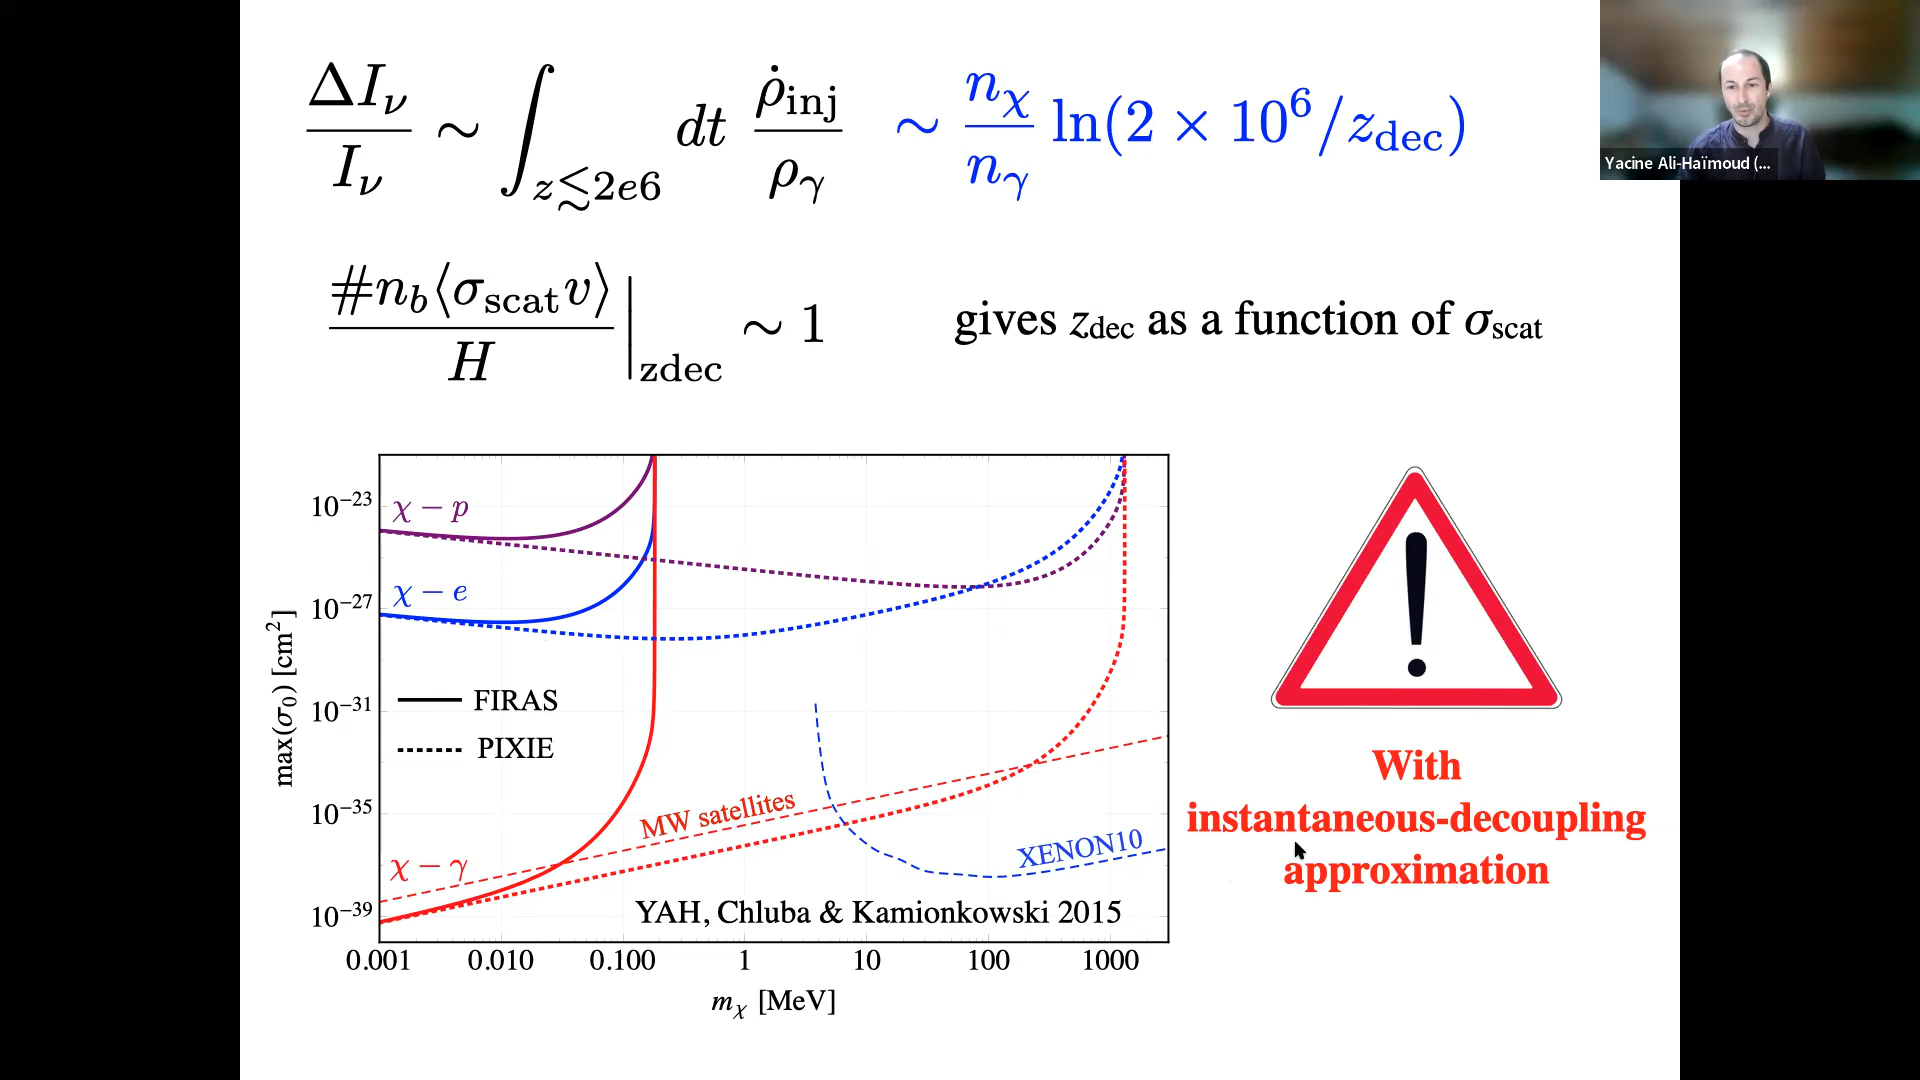 ΔI_ν / I_ν ∼ ∫_{z≲2e6} dt ρ̇_inj / ρ_γ ∼ n_χ / n_γ ln(2 × 10⁶/z_dec)
Yacine Ali-Haïmoud (...
#n_b⟨σ_scat v⟩ / H |_zdec ∼ 1
gives z_dec as a function of σ_scat
max(σ₀) [cm²]
10⁻²³
10⁻²⁷
10⁻³¹
10⁻³⁵
10⁻³⁹
χ − p
χ − e
FIRAS
PIXIE
MW satellites
χ − γ
XENON10
YAH, Chluba & Kamionkowski 2015
0.001 0.010 0.100 1 10 100 1000
m_χ [MeV]
!
With
instantaneous-decoupling
approximation